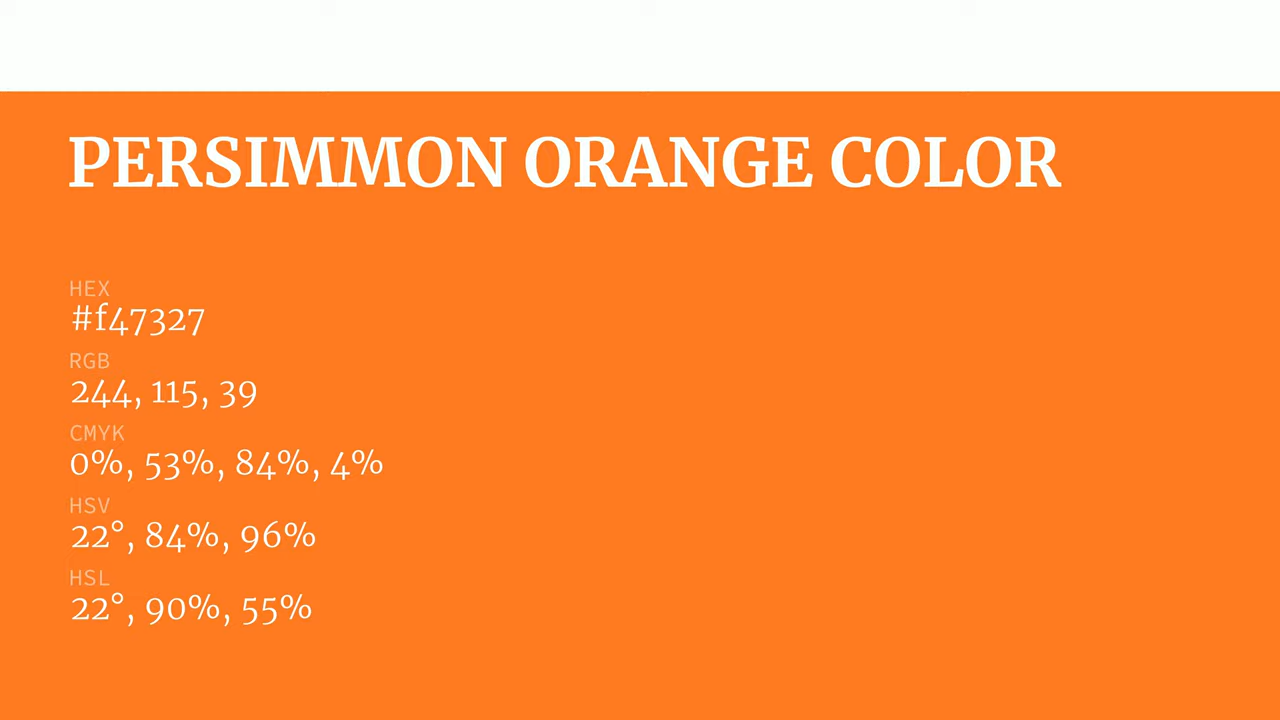 PERSIMMON ORANGE COLOR
HEX
#f47327
RGB
244, 115, 39
CMYK
0%, 53%, 84%, 4%
HSV
22°, 84%, 96%
HSL
22°, 90%, 55%